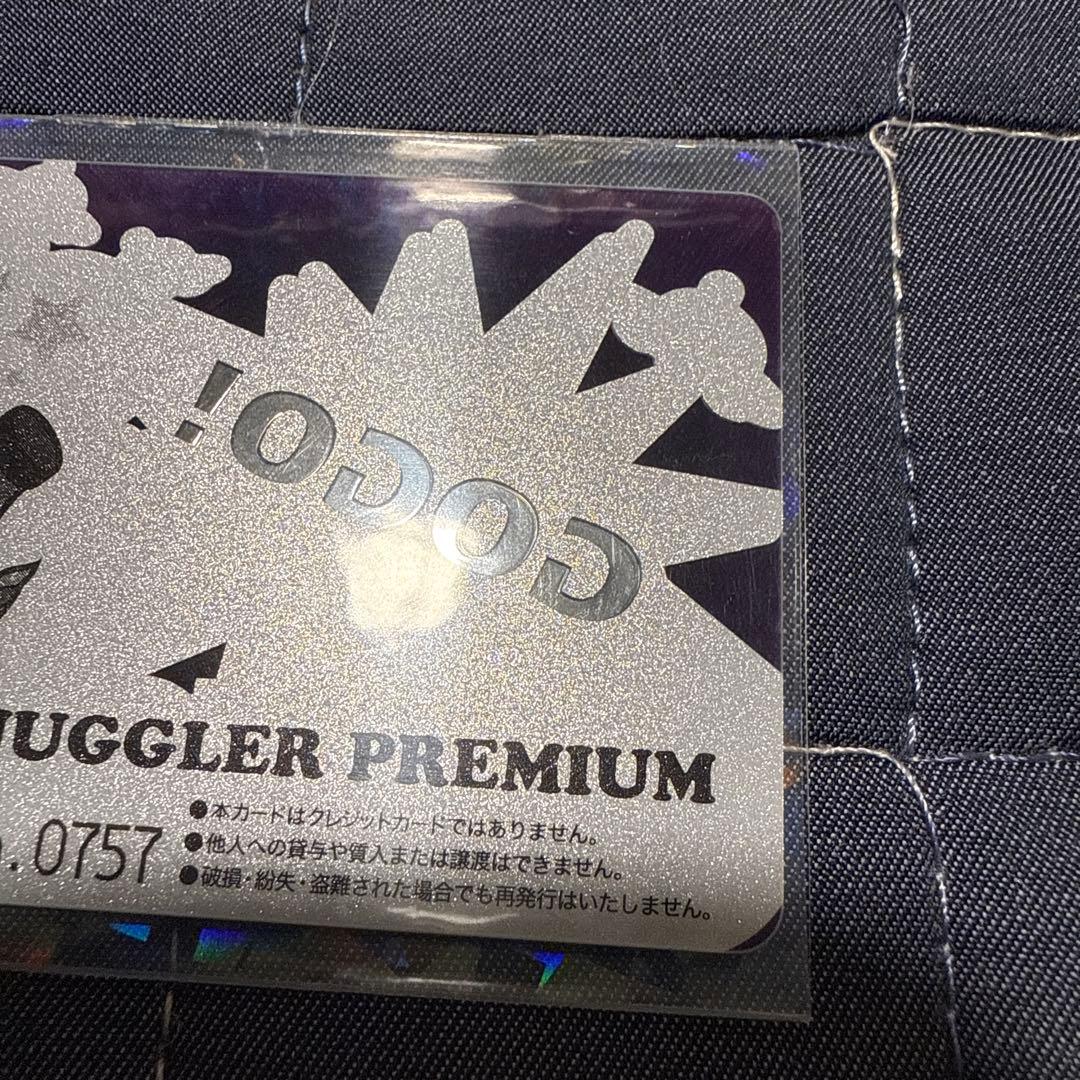 GOGO!
JUGGLER PREMIUM
.0757
●本カードはクレジットカードではありません。
●他人への貸与や質入または譲渡はできません。
●破損・紛失・盗難された場合でも再発行はいたしません。